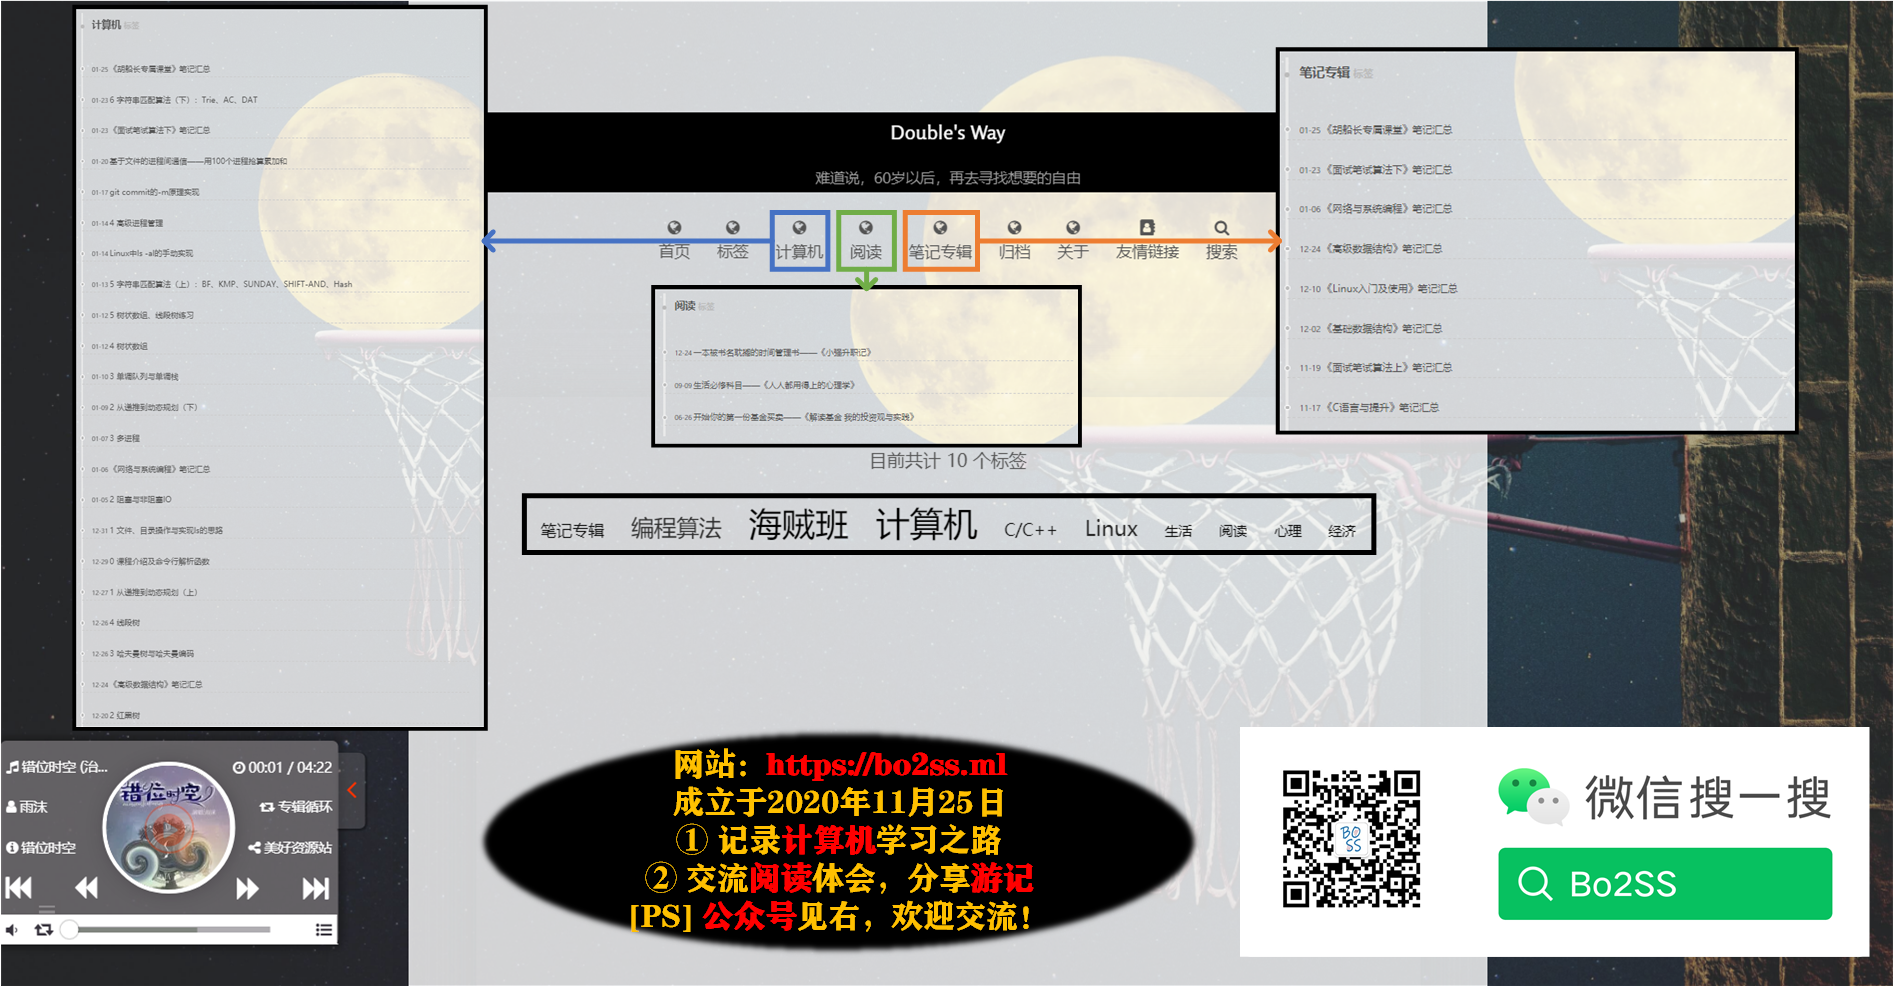 计算机 标签
01-25 《胡船长专属课堂》笔记汇总
01-23 6 字符串匹配算法（下）：Trie、AC、DAT
01-23 《面试笔试算法下》笔记汇总
01-20 基于文件的进程间通信——用100个进程抢算累加和
01-17 git commit的-m原理实现
01-14 4 高级进程管理
01-14 Linux中ls -al的手动实现
01-13 5 字符串匹配算法（上）：BF、KMP、SUNDAY、SHIFT-AND、Hash
01-12 5 树状数组、线段树练习
01-12 4 树状数组
01-10 3 单调队列与单调栈
01-09 2 从递推到动态规划（下）
01-07 3 多进程
01-06 《网络与系统编程》笔记汇总
01-05 2 阻塞与非阻塞IO
12-31 1 文件、目录操作与实现ls的思路
12-29 0 课程介绍及命令行解析函数
12-27 1 从递推到动态规划（上）
12-26 4 线段树
12-26 3 哈夫曼树与哈夫曼编码
12-24 《高级数据结构》笔记汇总
12-20 2 红黑树
Double's Way
难道说，60岁以后，再去寻找想要的自由
首页 标签 计算机 阅读 笔记专辑 归档 关于 友情链接 搜索
阅读 标签
12-24 一本被书名耽搁的时间管理书——《小强升职记》
09-09 生活必修科目——《人人都用得上的心理学》
06-26 开始你的第一份基金买卖——《解读基金 我的投资观与实践》
目前共计 10 个标签
笔记专辑 编程算法 海贼班 计算机 C/C++ Linux 生活 阅读 心理 经济
笔记专辑 标签
01-25 《胡船长专属课堂》笔记汇总
01-23 《面试笔试算法下》笔记汇总
01-06 《网络与系统编程》笔记汇总
12-24 《高级数据结构》笔记汇总
12-10 《Linux入门及使用》笔记汇总
12-02 《基础数据结构》笔记汇总
11-19 《面试笔试算法上》笔记汇总
11-17 《C语言与提升》笔记汇总
错位时空 (治... 00:01 / 04:22
雨沫 专辑循环
错位时空 美好资源站
错位时空
网站：https://bo2ss.ml
成立于2020年11月25日
① 记录计算机学习之路
② 交流阅读体会，分享游记
[PS] 公众号见右，欢迎交流！
BO
SS
微信搜一搜
Bo2SS